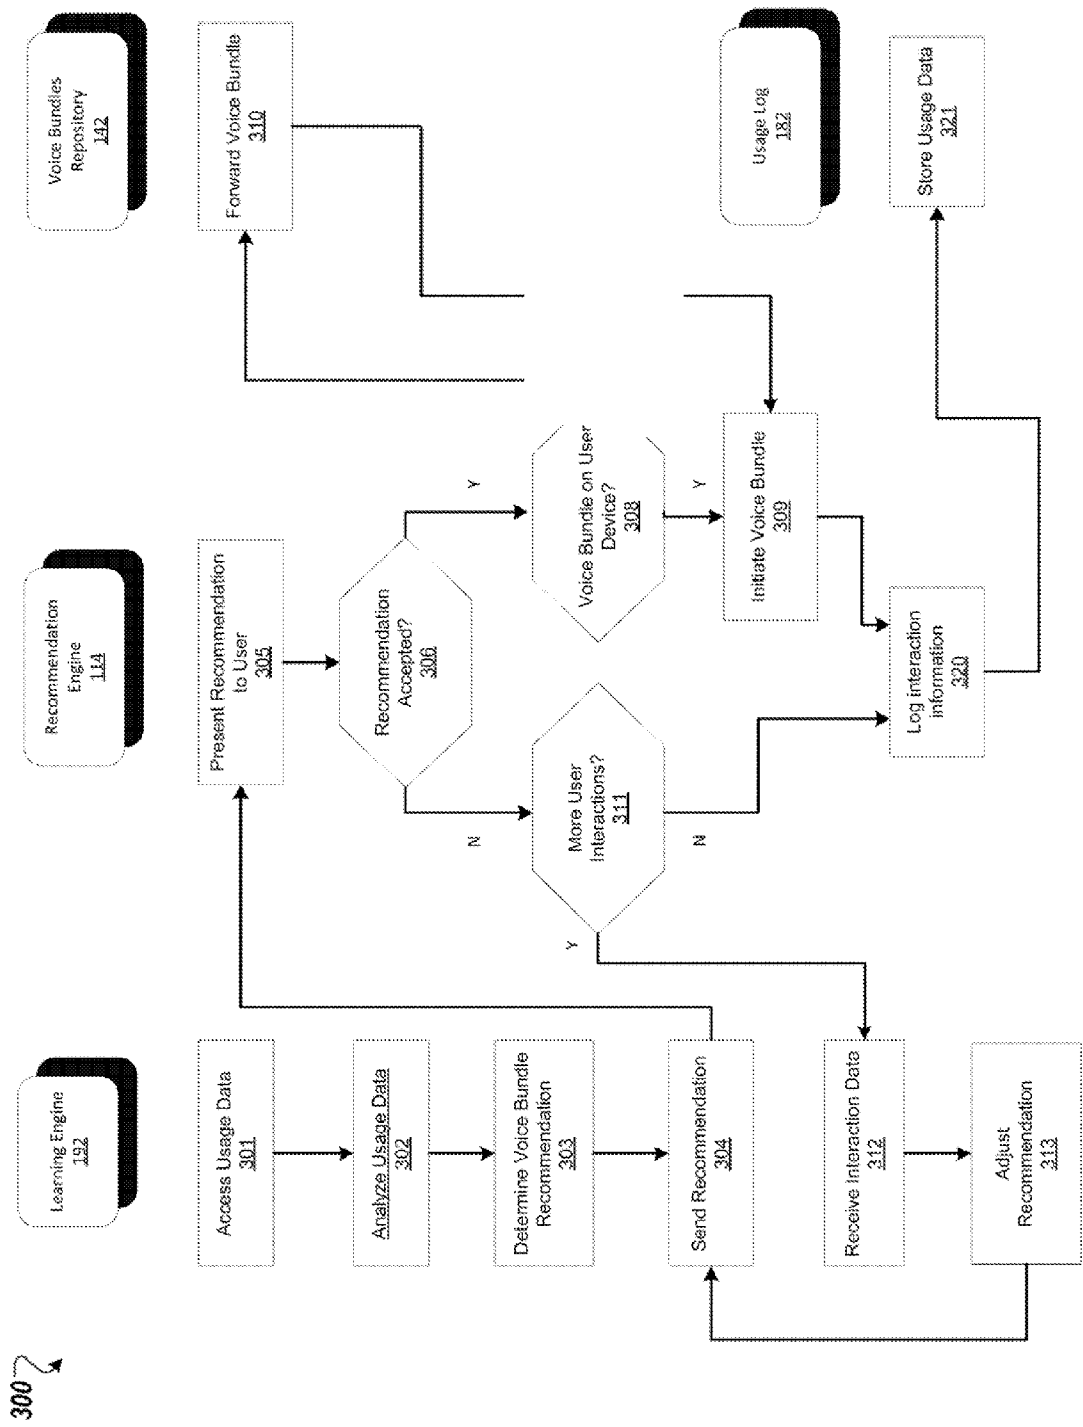 300
Learning Engine
192
Recommendation
Engine
114
Voice Bundles
Repository
142
Access Usage Data
301
Analyze Usage Data
302
Determine Voice Bundle
Recommendation
303
Send Recommendation
304
Receive Interaction Data
312
Adjust
Recommendation
313
Present Recommendation
to User
305
Recommendation
Accepted?
306
N
Y
More User
Interactions?
311
Y
N
Voice Bundle on User
Device?
308
Y
Initiate Voice Bundle
309
Log interaction
information
320
Forward Voice Bundle
310
Usage Log
182
Store Usage Data
321